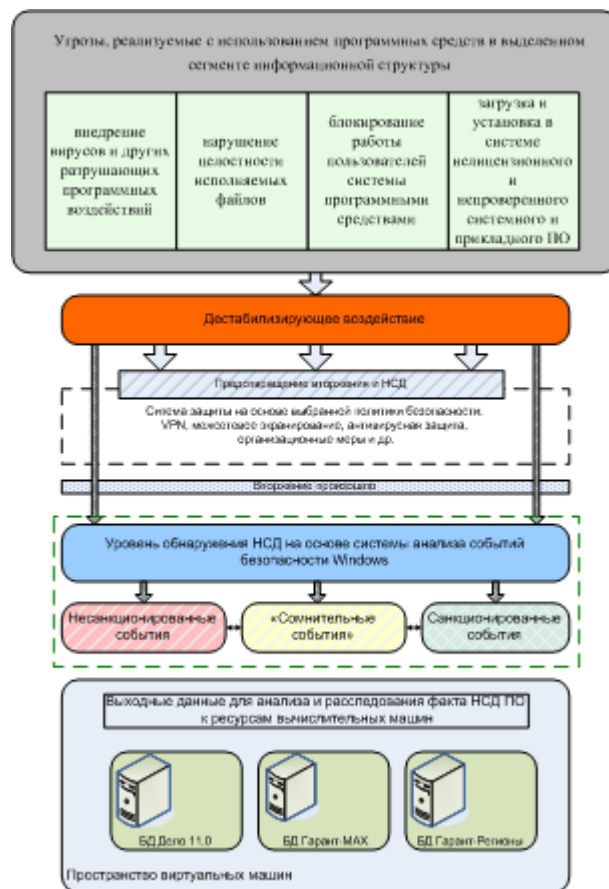 Угрозы, реализуемые с использованием программных средств в выделенном
сегменте информационной структуры
внедрение
вирусов и других
разрушающих
программных
воздействий
нарушение
целостности
исполняемых
файлов
блокирование
работы
пользователей
системы
программными
средствами
загрузка и
установка в
системе
нелицензионного
и
непроверенного
системного и
прикладного ПО
Дестабилизирующее воздействие
Предотвращение вторжения и НСД
Система защиты на основе выбранной политики безопасности:
VPN, межсетевое экранирование, антивирусная защита,
организационные меры и др.
Вторжение произошло
Уровень обнаружения НСД на основе системы анализа событий
безопасности Windows
Несанкционированные
события
«Сомнительные
события»
Санкционированные
события
Выходные данные для анализа и расследования факта НСД ПО
к ресурсам вычислительных машин
БД Дело 11.0
БД Гарант-МАХ
БД Гарант-Регионы
Пространство виртуальных машин